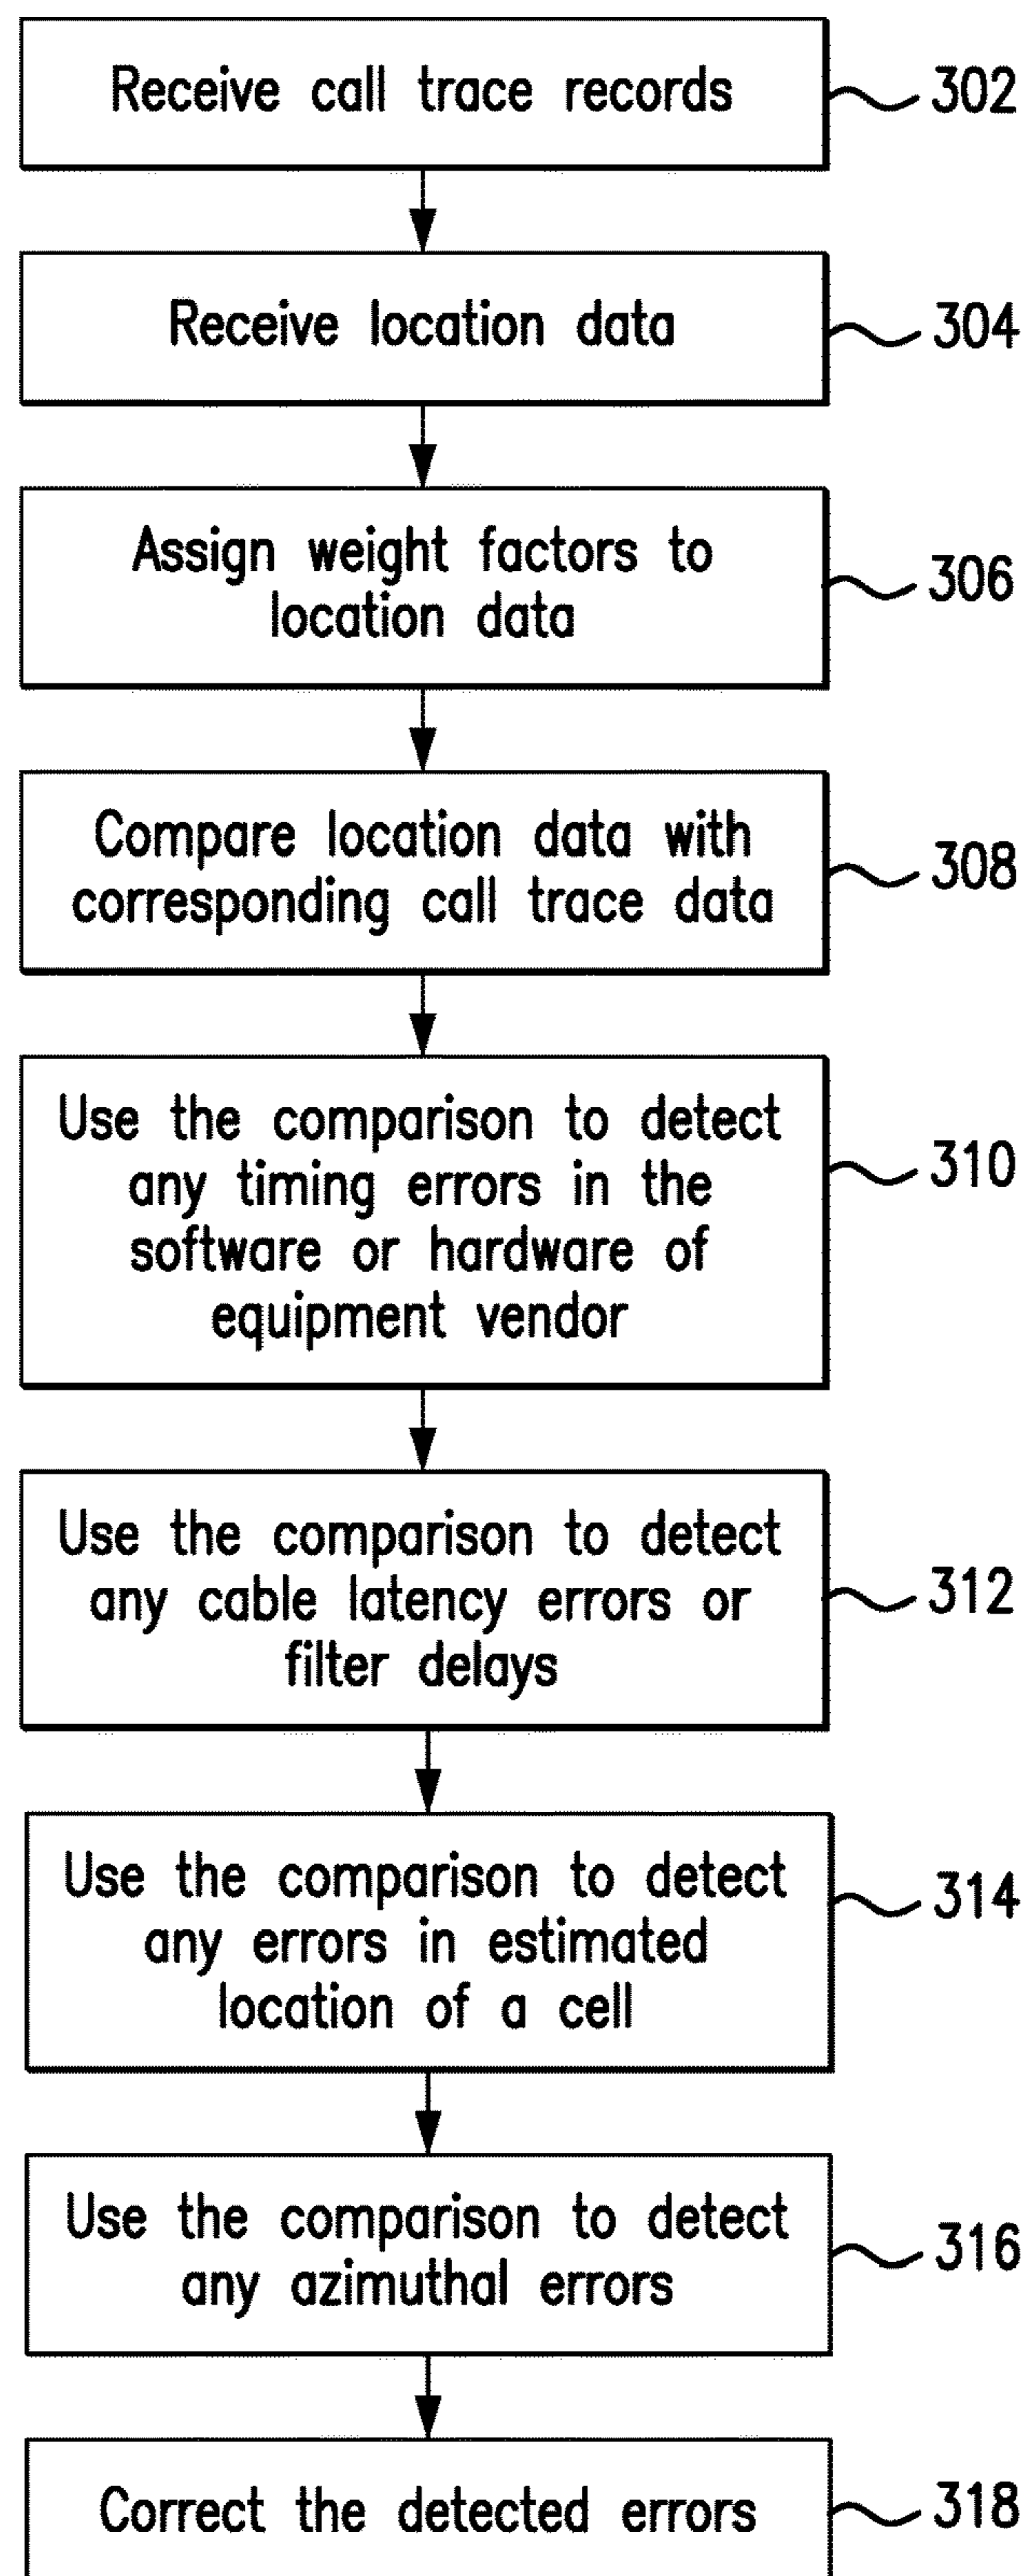 Receive call trace records
302
Receive location data
304
Assign weight factors to
location data
306
Compare location data with
corresponding call trace data
308
Use the comparison to detect
any timing errors in the
software or hardware of
equipment vendor
310
Use the comparison to detect
any cable latency errors or
filter delays
312
Use the comparison to detect
any errors in estimated
location of a cell
314
Use the comparison to detect
any azimuthal errors
316
Correct the detected errors
318